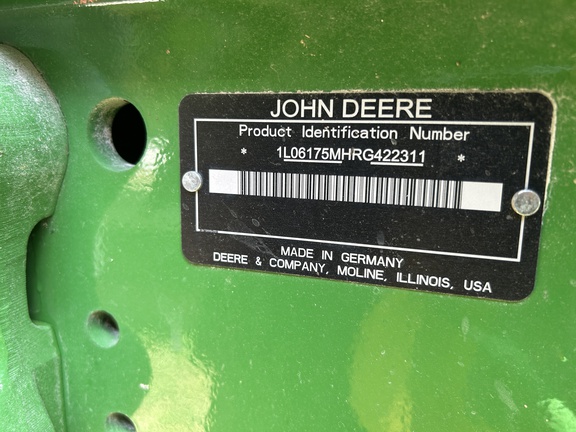 JOHN DEERE
Product Identification Number
* 1L06175MHRG422311 *
MADE IN GERMANY
DEERE & COMPANY, MOLINE, ILLINOIS, USA